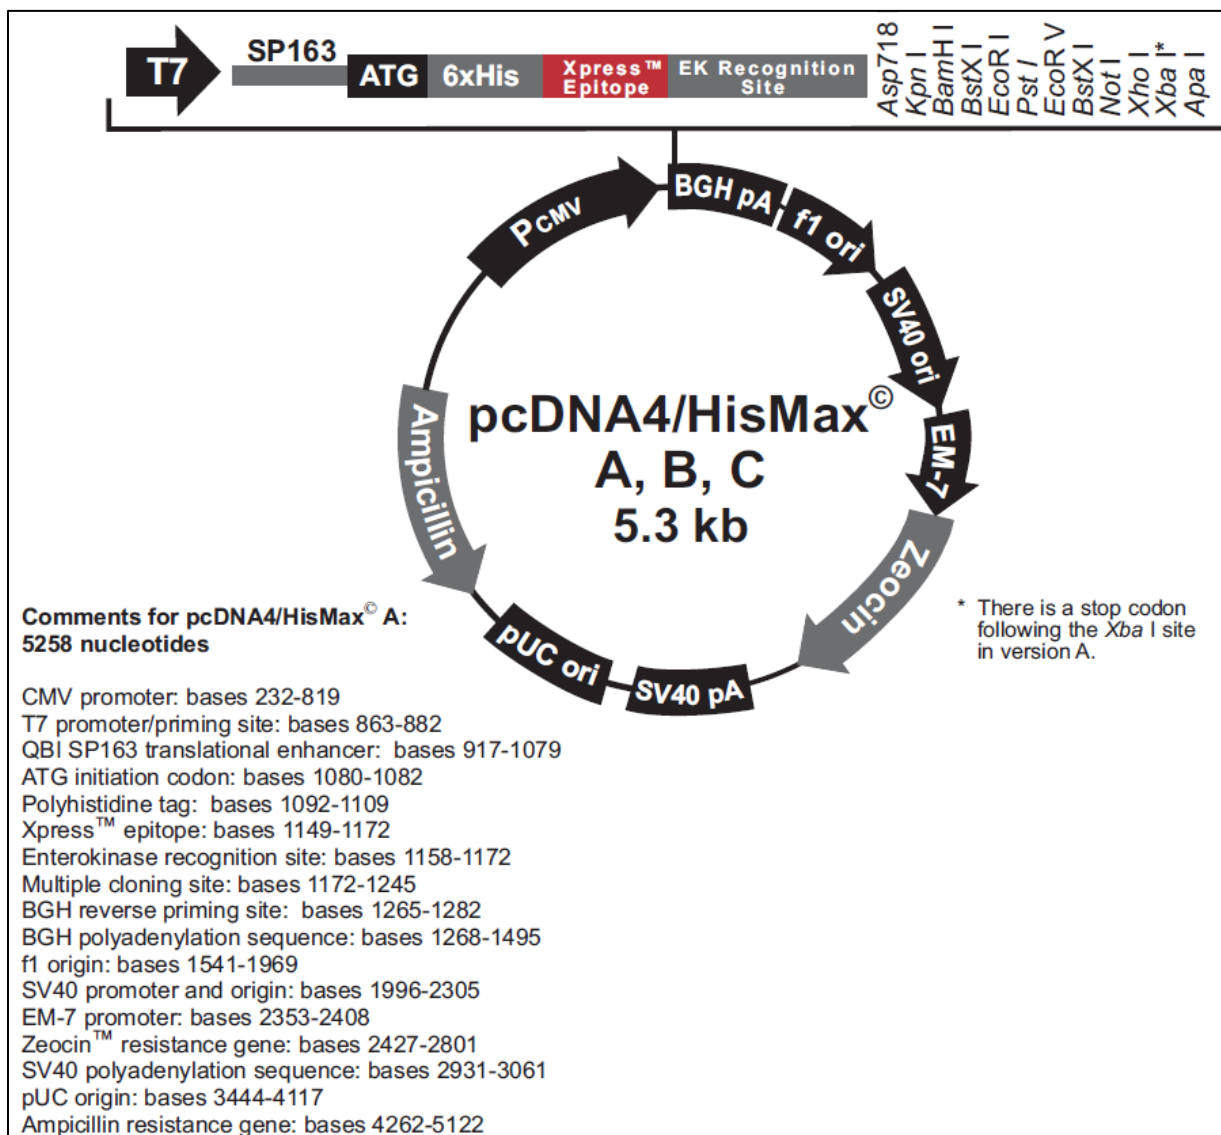 T7
SP163
ATG
6xHis
Xpress™
Epitope
EK Recognition
Site
Asp718 I
Kpn I
BamH I
BstX I
EcoR I
Pst I
EcoR V
BstX I
Not I
Xho I
Xba I*
Apa I
PCMV
BGH pA
f1 ori
SV40 ori
EM-7
Zeocin
SV40 pA
pUC ori
Ampicillin
pcDNA4/HisMax©
A, B, C
5.3 kb
* There is a stop codon
following the Xba I site
in version A.
Comments for pcDNA4/HisMax© A:
5258 nucleotides
CMV promoter: bases 232-819
T7 promoter/priming site: bases 863-882
QBI SP163 translational enhancer: bases 917-1079
ATG initiation codon: bases 1080-1082
Polyhistidine tag: bases 1092-1109
Xpress™ epitope: bases 1149-1172
Enterokinase recognition site: bases 1158-1172
Multiple cloning site: bases 1172-1245
BGH reverse priming site: bases 1265-1282
BGH polyadenylation sequence: bases 1268-1495
f1 origin: bases 1541-1969
SV40 promoter and origin: bases 1996-2305
EM-7 promoter: bases 2353-2408
Zeocin™ resistance gene: bases 2427-2801
SV40 polyadenylation sequence: bases 2931-3061
pUC origin: bases 3444-4117
Ampicillin resistance gene: bases 4262-5122